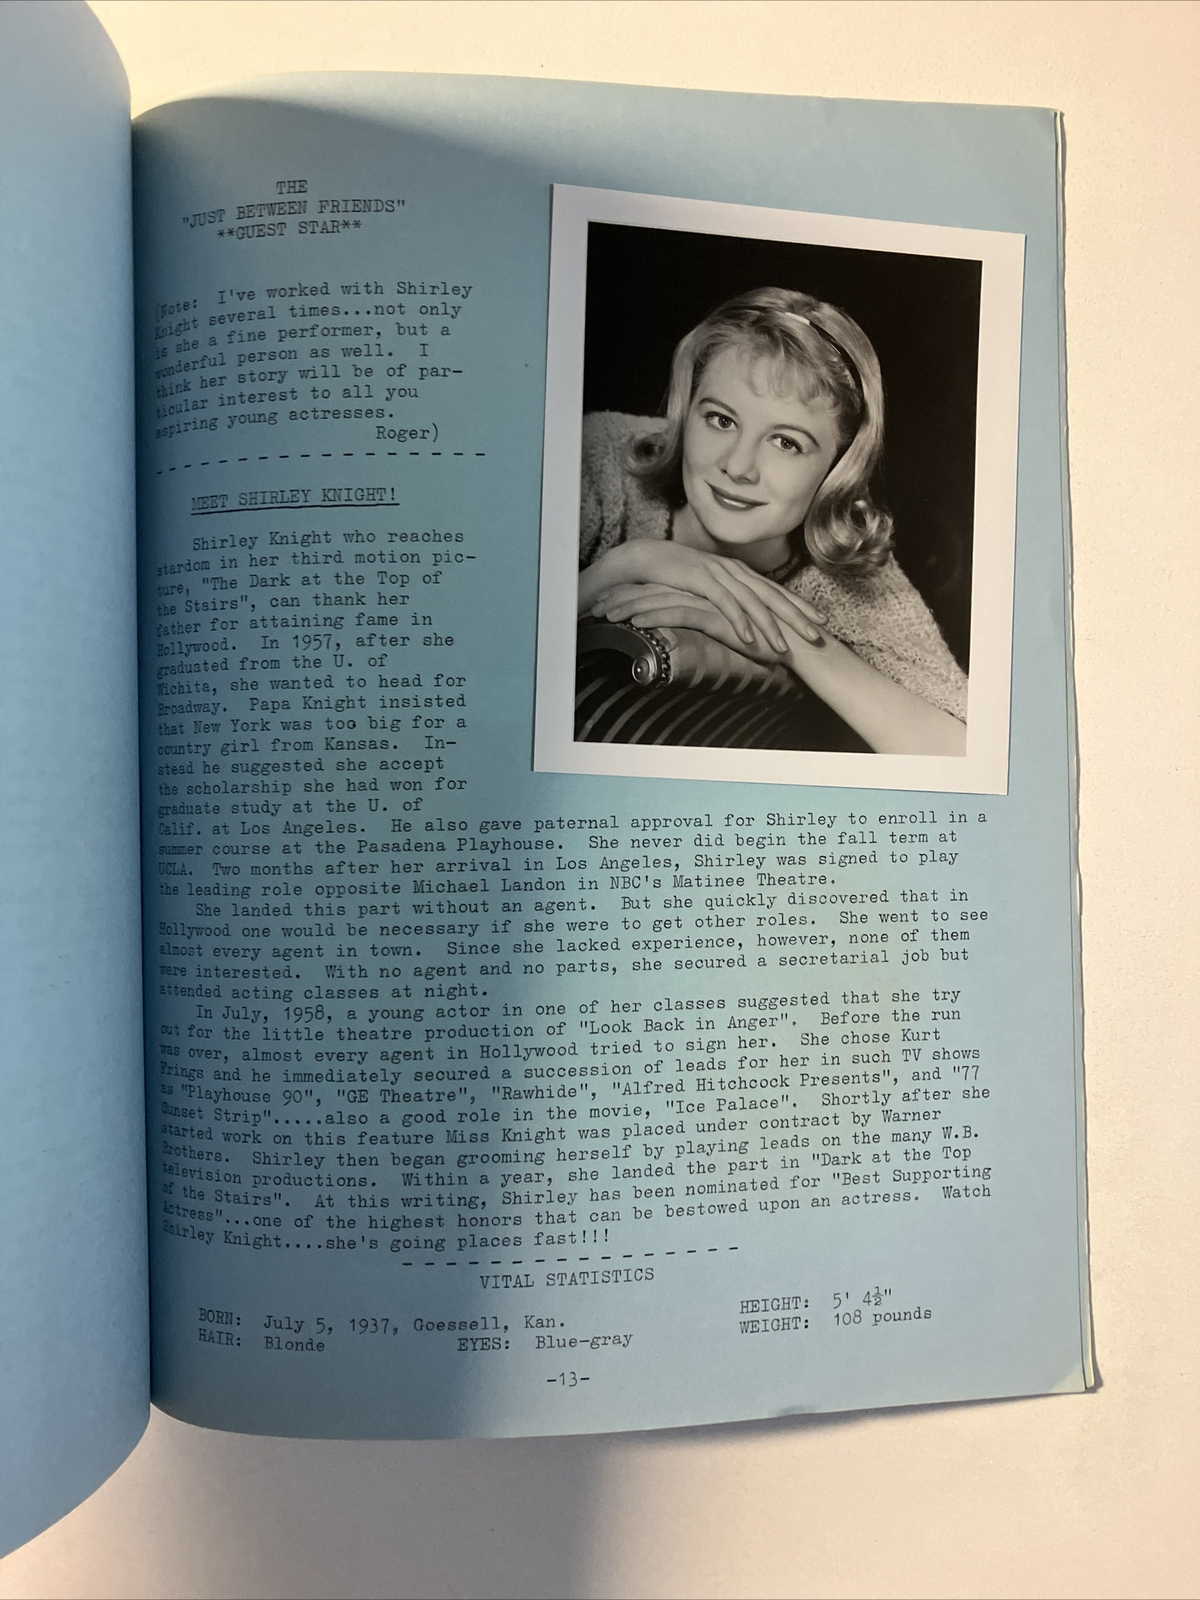 THE
"JUST BETWEEN FRIENDS"
**GUEST STAR**
(Note: I've worked with Shirley
Knight several times...not only
is she a fine performer, but a
wonderful person as well. I
think her story will be of par-
ticular interest to all you
aspiring young actresses.
Roger)
MEET SHIRLEY KNIGHT!
Shirley Knight who reaches
stardom in her third motion pic-
ture, "The Dark at the Top of
the Stairs", can thank her
father for attaining fame in
Hollywood. In 1957, after she
graduated from the U. of
Wichita, she wanted to head for
Broadway. Papa Knight insisted
that New York was too big for a
country girl from Kansas. In-
stead he suggested she accept
the scholarship she had won for
graduate study at the U. of
Calif. at Los Angeles. He also gave paternal approval for Shirley to enroll in a
summer course at the Pasadena Playhouse. She never did begin the fall term at
UCLA. Two months after her arrival in Los Angeles, Shirley was signed to play
the leading role opposite Michael Landon in NBC's Matinee Theatre.
She landed this part without an agent. But she quickly discovered that in
Hollywood one would be necessary if she were to get other roles. She went to see
almost every agent in town. Since she lacked experience, however, none of them
were interested. With no agent and no parts, she secured a secretarial job but
attended acting classes at night.
In July, 1958, a young actor in one of her classes suggested that she try
out for the little theatre production of "Look Back in Anger". Before the run
was over, almost every agent in Hollywood tried to sign her. She chose Kurt
Frings and he immediately secured a succession of leads for her in such TV shows
as "Playhouse 90", "GE Theatre", "Rawhide", "Alfred Hitchcock Presents", and "77
Sunset Strip".....also a good role in the movie, "Ice Palace". Shortly after she
started work on this feature Miss Knight was placed under contract by Warner
Brothers. Shirley then began grooming herself by playing leads on the many W.B.
television productions. Within a year, she landed the part in "Dark at the Top
of the Stairs". At this writing, Shirley has been nominated for "Best Supporting
Actress"...one of the highest honors that can be bestowed upon an actress. Watch
Shirley Knight....she's going places fast!!!
VITAL STATISTICS
BORN: July 5, 1937, Goessell, Kan. HEIGHT: 5' 4½"
HAIR: Blonde EYES: Blue-gray WEIGHT: 108 pounds
-13-